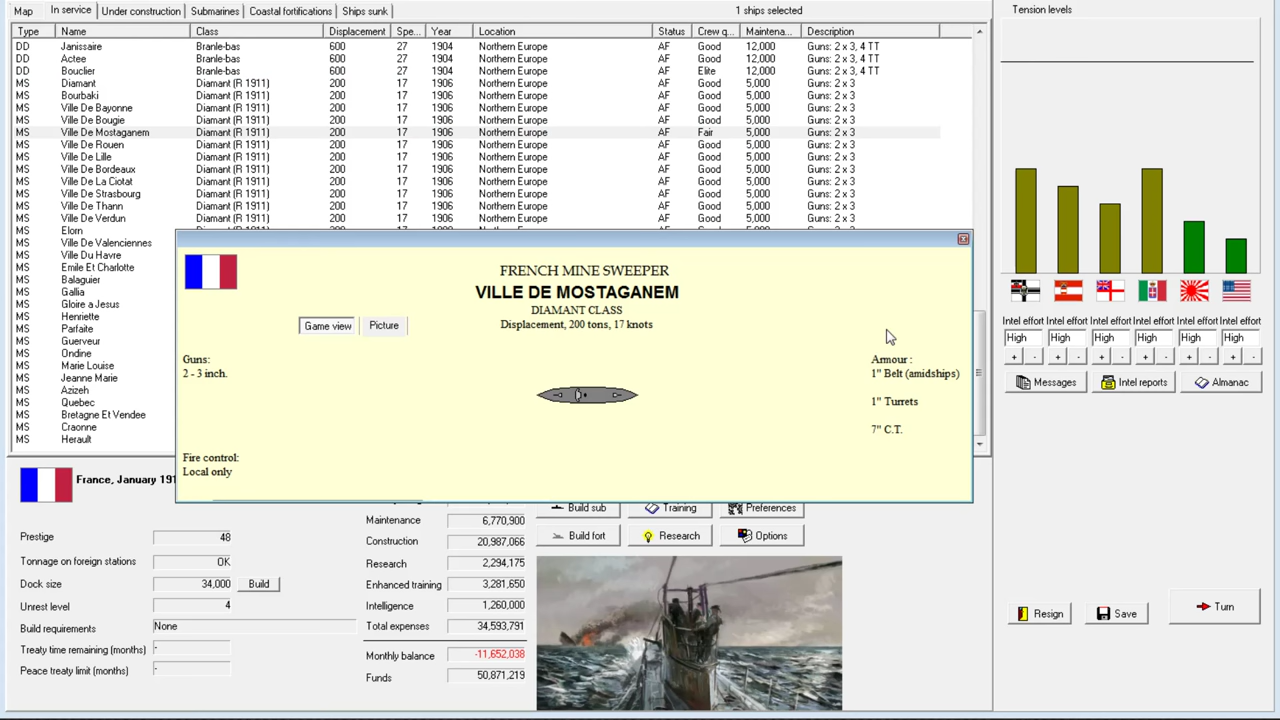 Map In service Under construction Submarines Coastal fortifications Ships sunk 1 ships selected Tension levels
Type Name Class Displacement Spe... Year Location Status Crew q... Maintena... Description
DD Janissaire Branle-bas 600 27 1904 Northern Europe AF Good 12,000 Guns: 2 x 3, 4 TT
DD Actee Branle-bas 600 27 1904 Northern Europe AF Good 12,000 Guns: 2 x 3, 4 TT
DD Bouclier Branle-bas 600 27 1904 Northern Europe AF Elite 12,000 Guns: 2 x 3, 4 TT
MS Diamant Diamant (R 1911) 200 17 1906 Northern Europe AF Good 5,000 Guns: 2 x 3
MS Bourbaki Diamant (R 1911) 200 17 1906 Northern Europe AF Good 5,000 Guns: 2 x 3
MS Ville De Bayonne Diamant (R 1911) 200 17 1906 Northern Europe AF Good 5,000 Guns: 2 x 3
MS Ville De Bougie Diamant (R 1911) 200 17 1906 Northern Europe AF Good 5,000 Guns: 2 x 3
MS Ville De Mostaganem Diamant (R 1911) 200 17 1906 Northern Europe AF Fair 5,000 Guns: 2 x 3
MS Ville De Rouen Diamant (R 1911) 200 17 1906 Northern Europe AF Good 5,000 Guns: 2 x 3
MS Ville De Lille Diamant (R 1911) 200 17 1906 Northern Europe AF Good 5,000 Guns: 2 x 3
MS Ville De Bordeaux Diamant (R 1911) 200 17 1906 Northern Europe AF Good 5,000 Guns: 2 x 3
MS Ville De La Ciotat Diamant (R 1911) 200 17 1906 Northern Europe AF Good 5,000 Guns: 2 x 3
MS Ville De Strasbourg Diamant (R 1911) 200 17 1906 Northern Europe AF Good 5,000 Guns: 2 x 3
MS Ville De Thann Diamant (R 1911) 200 17 1906 Northern Europe AF Good 5,000 Guns: 2 x 3
MS Ville De Verdun Diamant (R 1911) 200 17 1906 Northern Europe AF Good 5,000 Guns: 2 x 3
MS Elorn
MS Ville De Valenciennes
MS Ville Du Havre
MS Emile Et Charlotte
MS Balaguier
MS Gallia
MS Gloire a Jesus
MS Henriette
MS Parfaite
MS Guerveur
MS Ondine
MS Marie Louise
MS Jeanne Marie
MS Azizeh
MS Quebec
MS Bretagne Et Vendee
MS Craonne
MS Herault
FRENCH MINE SWEEPER
VILLE DE MOSTAGANEM
DIAMANT CLASS
Displacement, 200 tons, 17 knots
Game view Picture
Guns:
2 - 3 inch.
Armour :
1" Belt (amidships)
1" Turrets
7" C.T.
Fire control:
Local only
Intel effort Intel effort Intel effort Intel effort Intel effort Intel effort
High High High High High High
+ - + - + - + - + - + -
Messages Intel reports Almanac
France, January 191
Prestige 48
Tonnage on foreign stations OK
Dock size 34,000 Build
Unrest level 4
Build requirements None
Treaty time remaining (months) -
Peace treaty limit (months) -
Maintenance 6,770,900
Construction 20,987,066
Research 2,294,175
Enhanced training 3,281,650
Intelligence 1,260,000
Total expenses 34,593,791
Monthly balance -11,652,038
Funds 50,871,219
Build sub Training Preferences
Build fort Research Options
Resign Save Turn